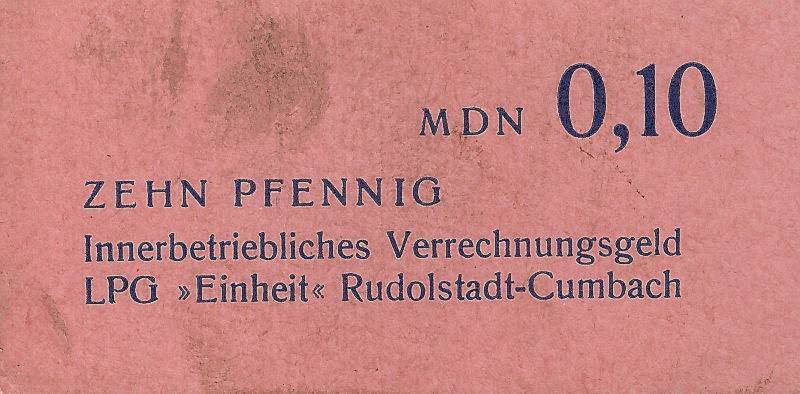 MDN 0,10
ZEHN PFENNIG
Innerbetriebliches Verrechnungsgeld
LPG »Einheit« Rudolstadt-Cumbach